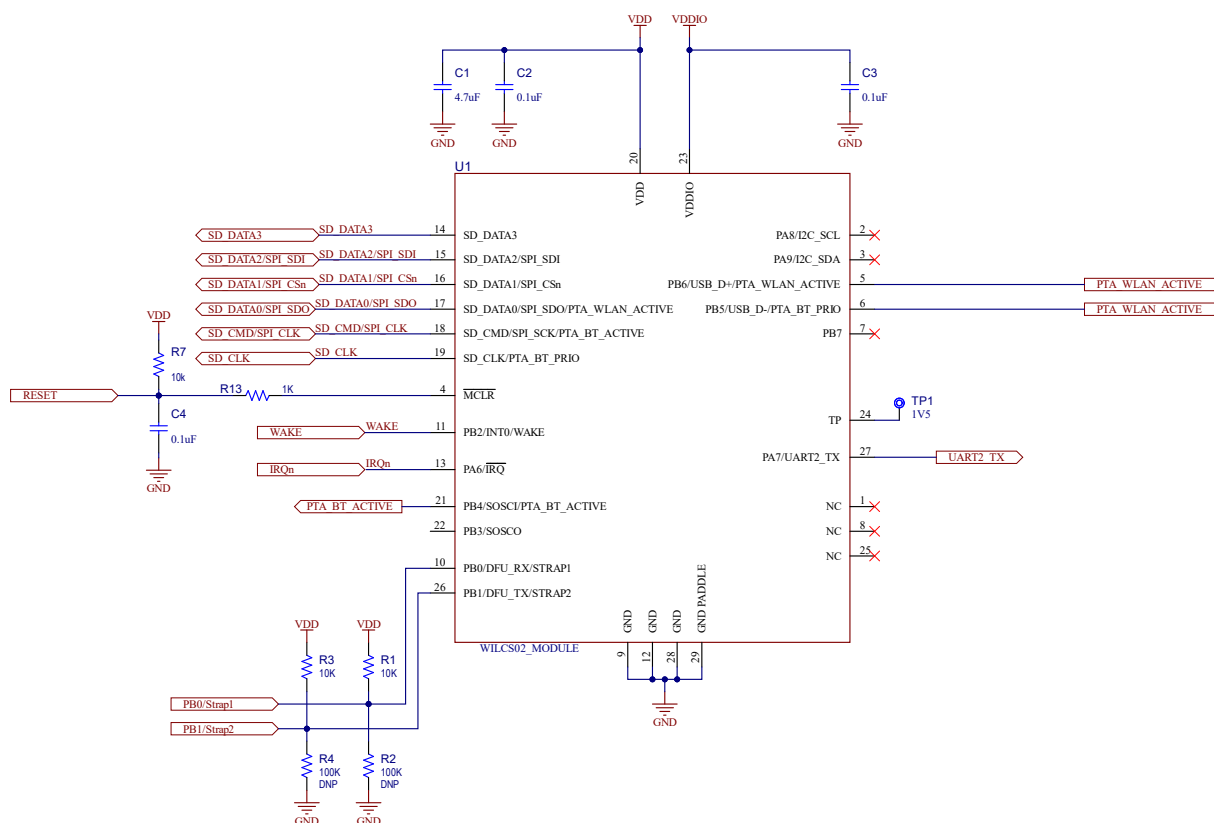 VDD
VDDIO
C1
4.7uF
GND
C2
0.1uF
GND
C3
0.1uF
GND
U1
20
VDD
23
VDDIO
SD_DATA3
SD_DATA3
14
SD_DATA3
SD_DATA2/SPI_SDI
SD_DATA2/SPI_SDI
15
SD_DATA2/SPI_SDI
SD_DATA1/SPI_CSn
SD_DATA1/SPI_CSn
16
SD_DATA1/SPI_CSn
SD_DATA0/SPI_SDO
SD_DATA0/SPI_SDO
17
SD_DATA0/SPI_SDO/PTA_WLAN_ACTIVE
SD_CMD/SPI_CLK
SD_CMD/SPI_CLK
18
SD_CMD/SPI_SCK/PTA_BT_ACTIVE
SD_CLK
SD_CLK
19
SD_CLK/PTA_BT_PRIO
VDD
R7
10k
RESET
R13
1K
4
MCLR
C4
0.1uF
GND
WAKE
WAKE
11
PB2/INT0/WAKE
IRQn
IRQn
13
PA6/IRQ
PTA_BT_ACTIVE
21
PB4/SOSCI/PTA_BT_ACTIVE
22
PB3/SOSCO
10
PB0/DFU_RX/STRAP1
26
PB1/DFU_TX/STRAP2
PA8/I2C_SCL
2
PA9/I2C_SDA
3
PB6/USB_D+/PTA_WLAN_ACTIVE
5
PTA_WLAN_ACTIVE
PB5/USB_D-/PTA_BT_PRIO
6
PTA_WLAN_ACTIVE
PB7
7
TP
24
TP1
1V5
PA7/UART2_TX
27
UART2_TX
NC
1
NC
8
NC
25
GND
GND
GND
GND PADDLE
WILCS02_MODULE
9
12
28
29
GND
VDD
VDD
R3
10K
R1
10K
PB0/Strap1
PB1/Strap2
R4
100K
DNP
R2
100K
DNP
GND
GND